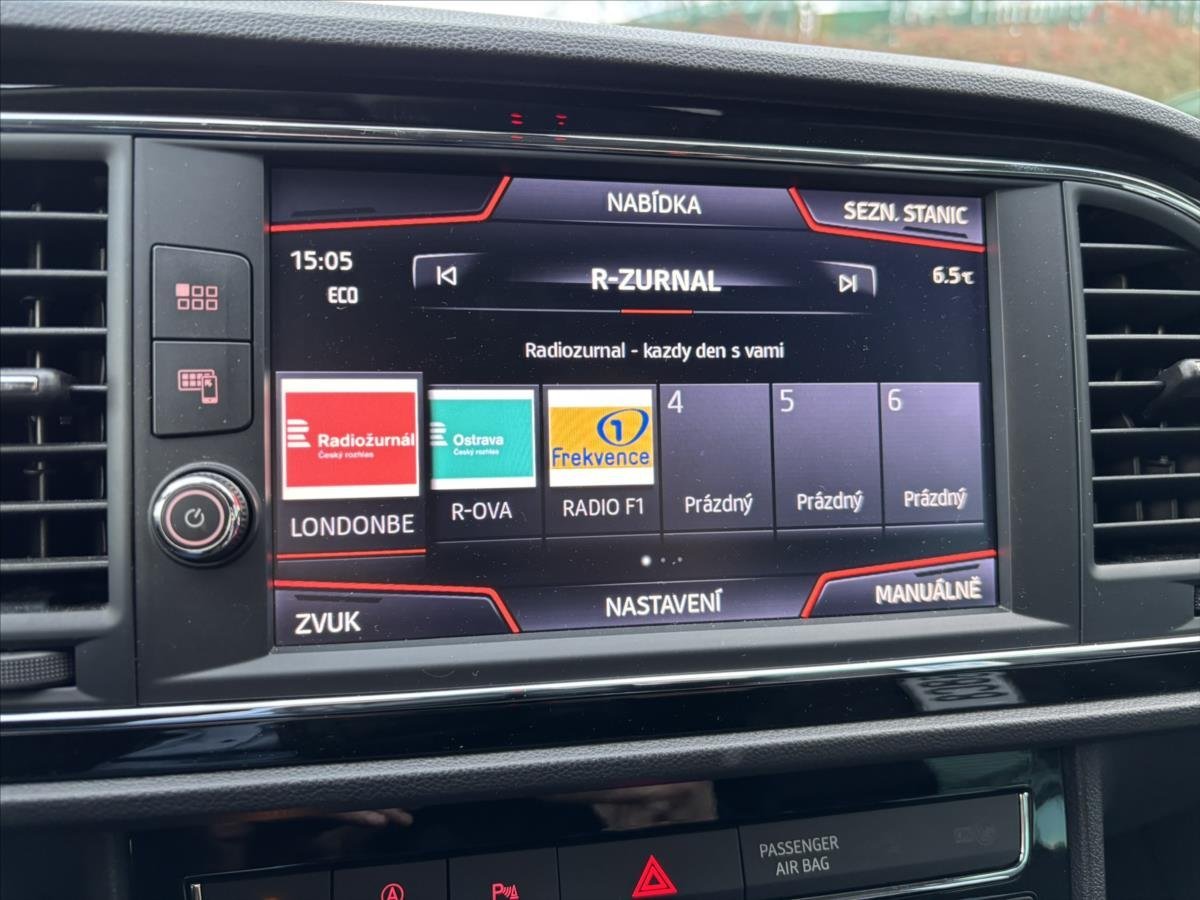 NABÍDKA
SEZN. STANIC
15:05
ECO
R-ZURNAL
6.5°C
Radiozurnal - kazdy den s vami
Radiožurnál
Český rozhlas
LONDONBE
Ostrava
Český rozhlas
R-OVA
1
Frekvence
RADIO F1
4
Prázdný
5
Prázdný
6
Prázdný
ZVUK
NASTAVENÍ
MANUÁLNĚ
PASSENGER
AIR BAG
A
P